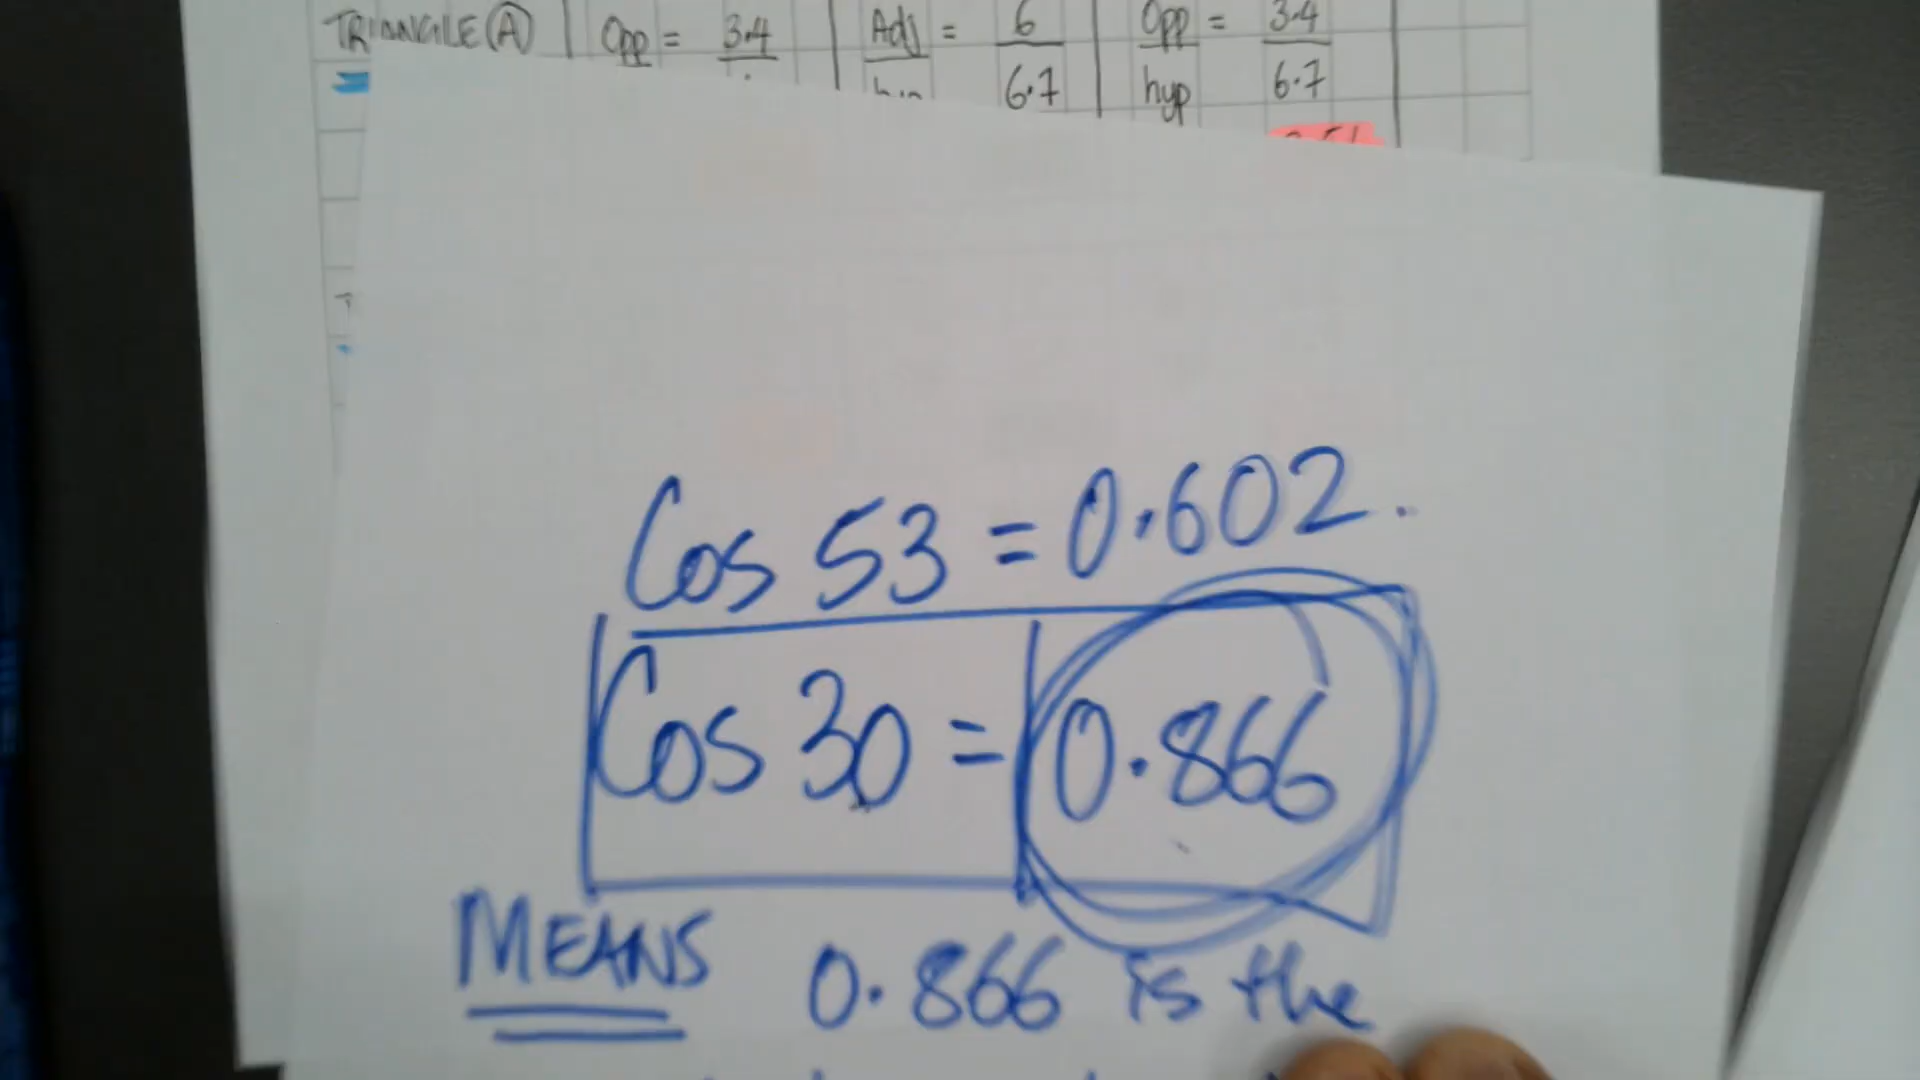 TRIANGLE (A) Opp = 3.4 Adj = 6 Opp = 3.4
6.7 hyp 6.7
Cos 53 = 0.602.
Cos 30 = 0.866
MEANS 0.866 is the